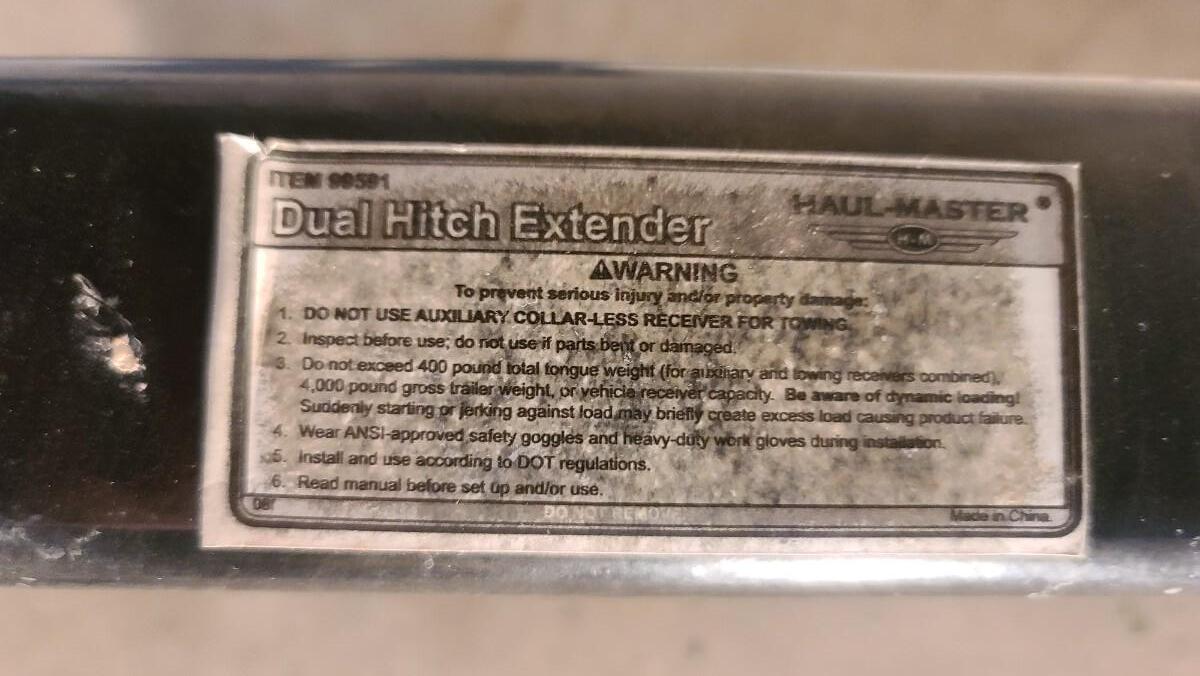 ITEM 99591
Dual Hitch Extender
HAUL-MASTER®
H-M
⚠WARNING
To prevent serious injury and/or property damage:
1. DO NOT USE AUXILIARY COLLAR-LESS RECEIVER FOR TOWING.
2. Inspect before use; do not use if parts bent or damaged.
3. Do not exceed 400 pound total tongue weight (for auxiliary and towing receivers combined),
4,000 pound gross trailer weight, or vehicle receiver capacity. Be aware of dynamic loading!
Suddenly starting or jerking against load may briefly create excess load causing product failure.
4. Wear ANSI-approved safety goggles and heavy-duty work gloves during installation.
5. Install and use according to DOT regulations.
6. Read manual before set up and/or use.
DO NOT REMOVE
Made in China.